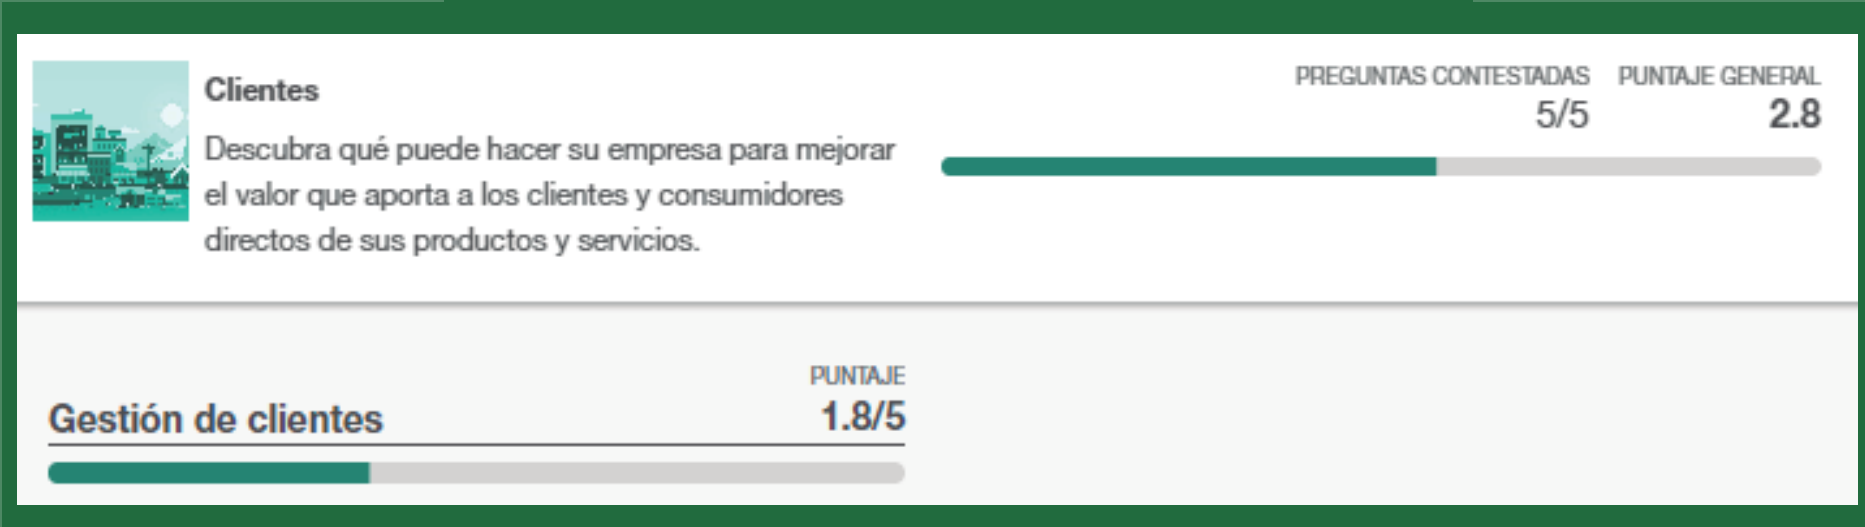 Clientes
Descubra qué puede hacer su empresa para mejorar
el valor que aporta a los clientes y consumidores
directos de sus productos y servicios.
PREGUNTAS CONTESTADAS
5/5
PUNTAJE GENERAL
2.8
Gestión de clientes
PUNTAJE
1.8/5